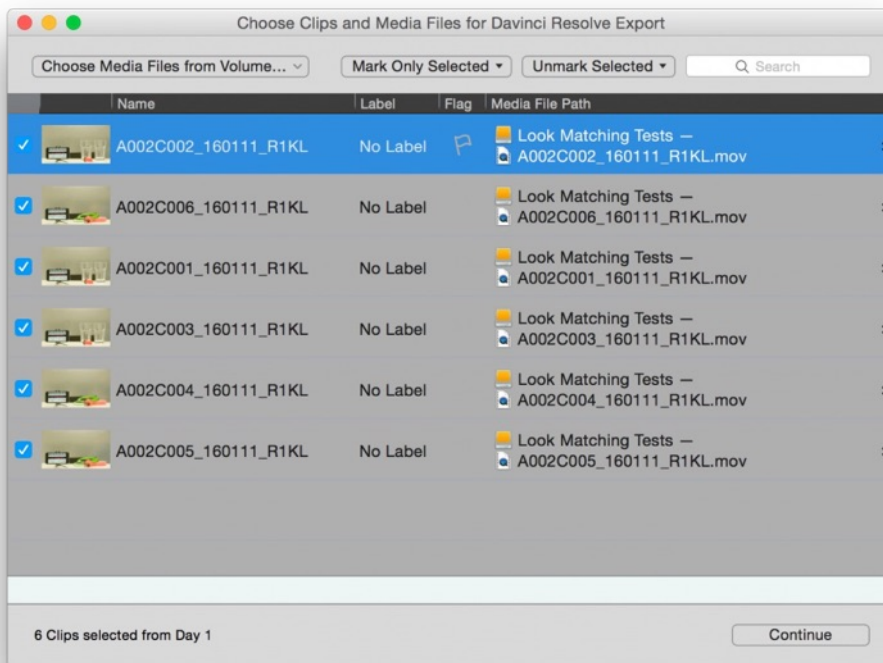 Choose Clips and Media Files for Davinci Resolve Export
Choose Media Files from Volume... Mark Only Selected Unmark Selected Search
Name Label Flag Media File Path
A002C002_160111_R1KL No Label Look Matching Tests —
A002C002_160111_R1KL.mov
A002C006_160111_R1KL No Label Look Matching Tests —
A002C006_160111_R1KL.mov
A002C001_160111_R1KL No Label Look Matching Tests —
A002C001_160111_R1KL.mov
A002C003_160111_R1KL No Label Look Matching Tests —
A002C003_160111_R1KL.mov
A002C004_160111_R1KL No Label Look Matching Tests —
A002C004_160111_R1KL.mov
A002C005_160111_R1KL No Label Look Matching Tests —
A002C005_160111_R1KL.mov
6 Clips selected from Day 1 Continue